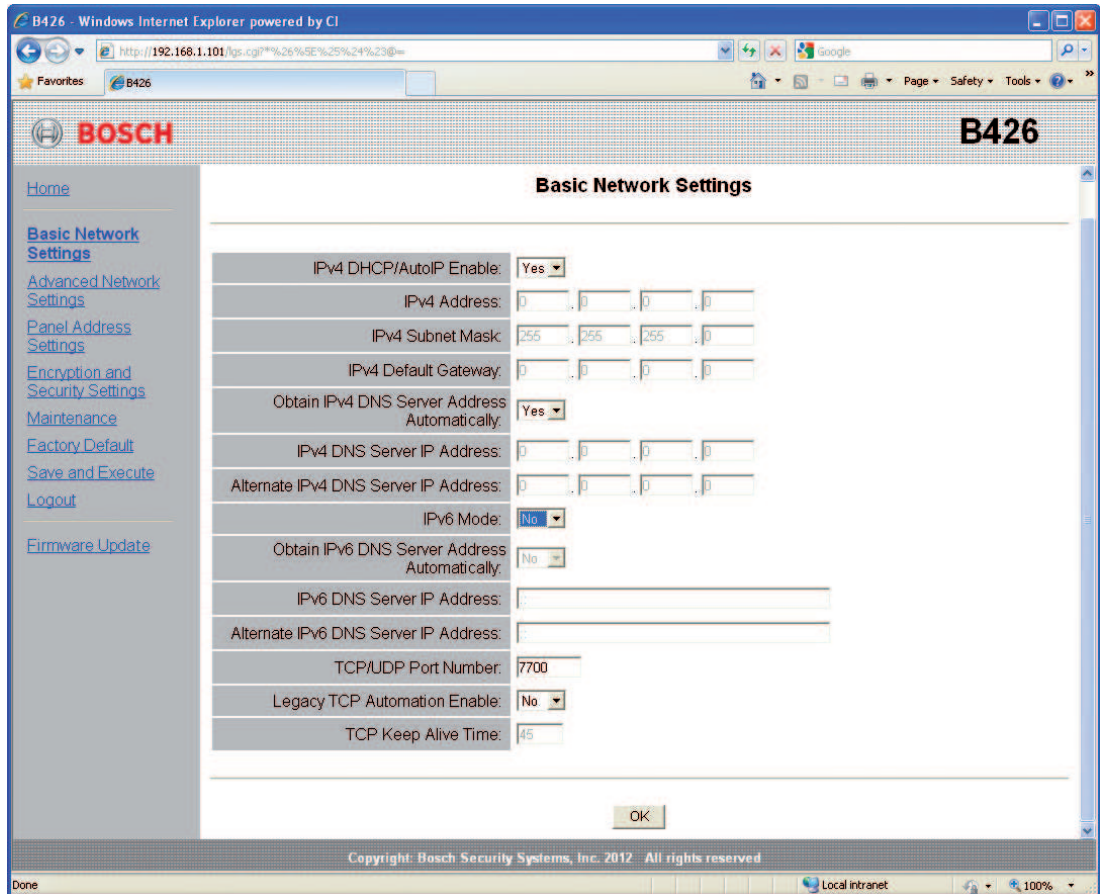 B426 - Windows Internet Explorer powered by CI
http://192.168.1.101/lgs.cgi?*%26%5E%25%24%23@=
Google
Favorites
B426
Page
Safety
Tools
BOSCH
B426
Home
Basic Network
Settings
Advanced Network
Settings
Panel Address
Settings
Encryption and
Security Settings
Maintenance
Factory Default
Save and Execute
Logout
Firmware Update
Basic Network Settings
IPv4 DHCP/AutoIP Enable: Yes
IPv4 Address: 0 . 0 . 0 . 0
IPv4 Subnet Mask: 255 . 255 . 255 . 0
IPv4 Default Gateway: 0 . 0 . 0 . 0
Obtain IPv4 DNS Server Address
Automatically: Yes
IPv4 DNS Server IP Address: 0 . 0 . 0 . 0
Alternate IPv4 DNS Server IP Address: 0 . 0 . 0 . 0
IPv6 Mode: No
Obtain IPv6 DNS Server Address
Automatically: No
IPv6 DNS Server IP Address:
Alternate IPv6 DNS Server IP Address:
TCP/UDP Port Number: 7700
Legacy TCP Automation Enable: No
TCP Keep Alive Time: 45
OK
Copyright: Bosch Security Systems, Inc. 2012 All rights reserved
Done
Local intranet
100%